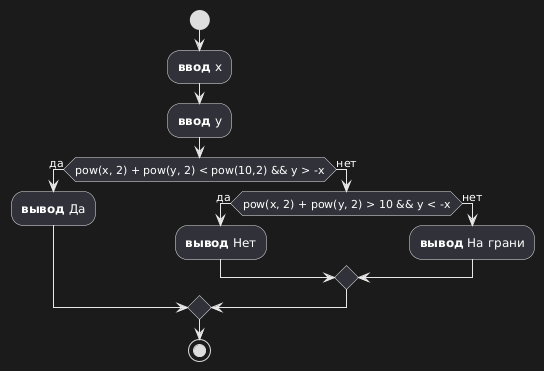 ввод x
ввод y
да
нет
pow(x, 2) + pow(y, 2) < pow(10,2) && y > -x
да
нет
вывод Да
pow(x, 2) + pow(y, 2) > 10 && y < -x
вывод Нет
вывод На грани